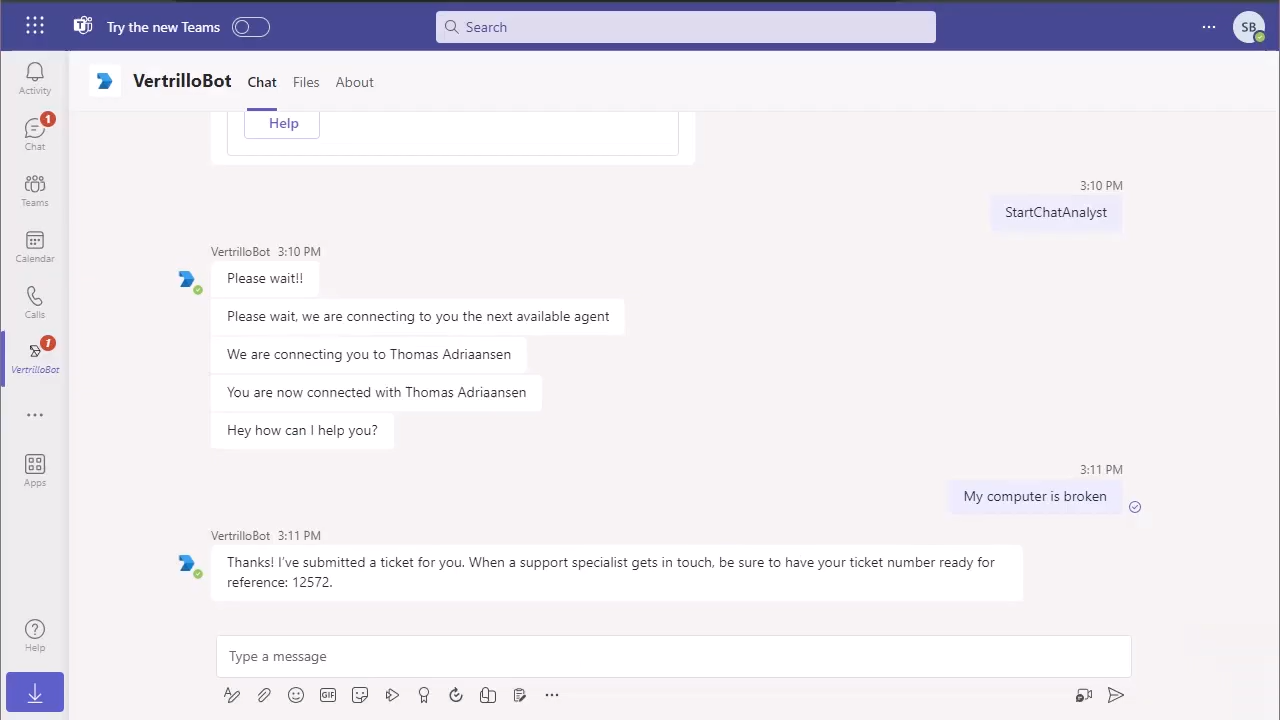 Try the new Teams
Search
SB
Activity
1
Chat
Teams
Calendar
Calls
1
VertrilloBot
Apps
Help
VertrilloBot Chat Files About
Help
3:10 PM
StartChatAnalyst
VertrilloBot 3:10 PM
Please wait!!
Please wait, we are connecting to you the next available agent
We are connecting you to Thomas Adriaansen
You are now connected with Thomas Adriaansen
Hey how can I help you?
3:11 PM
My computer is broken
VertrilloBot 3:11 PM
Thanks! I've submitted a ticket for you. When a support specialist gets in touch, be sure to have your ticket number ready for
reference: 12572.
Type a message
GIF